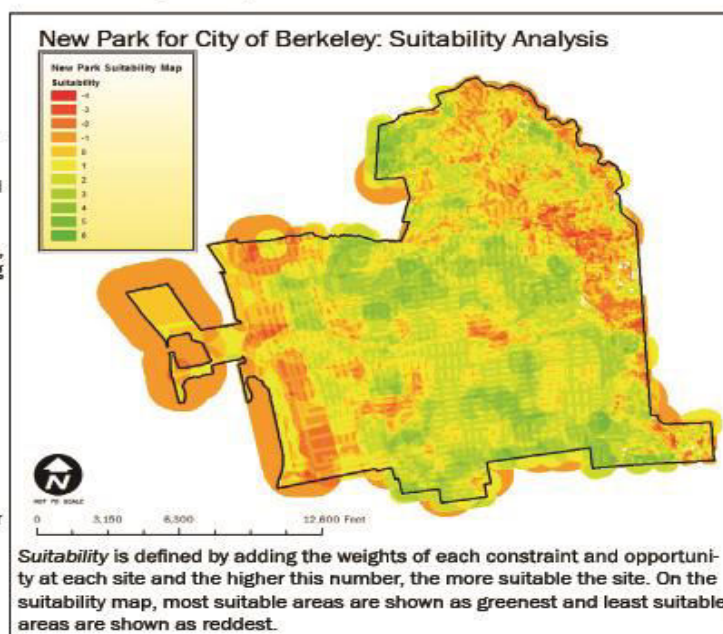 New Park for City of Berkeley: Suitability Analysis
New Park Suitability Map
Suitability
-4
-3
-2
-1
0
1
2
3
4
5
6
N
NOT TO SCALE
0 3,150 6,300 12,600 Feet
Suitability is defined by adding the weights of each constraint and opportuni-
ty at each site and the higher this number, the more suitable the site. On the
suitability map, most suitable areas are shown as greenest and least suitable
areas are shown as reddest.